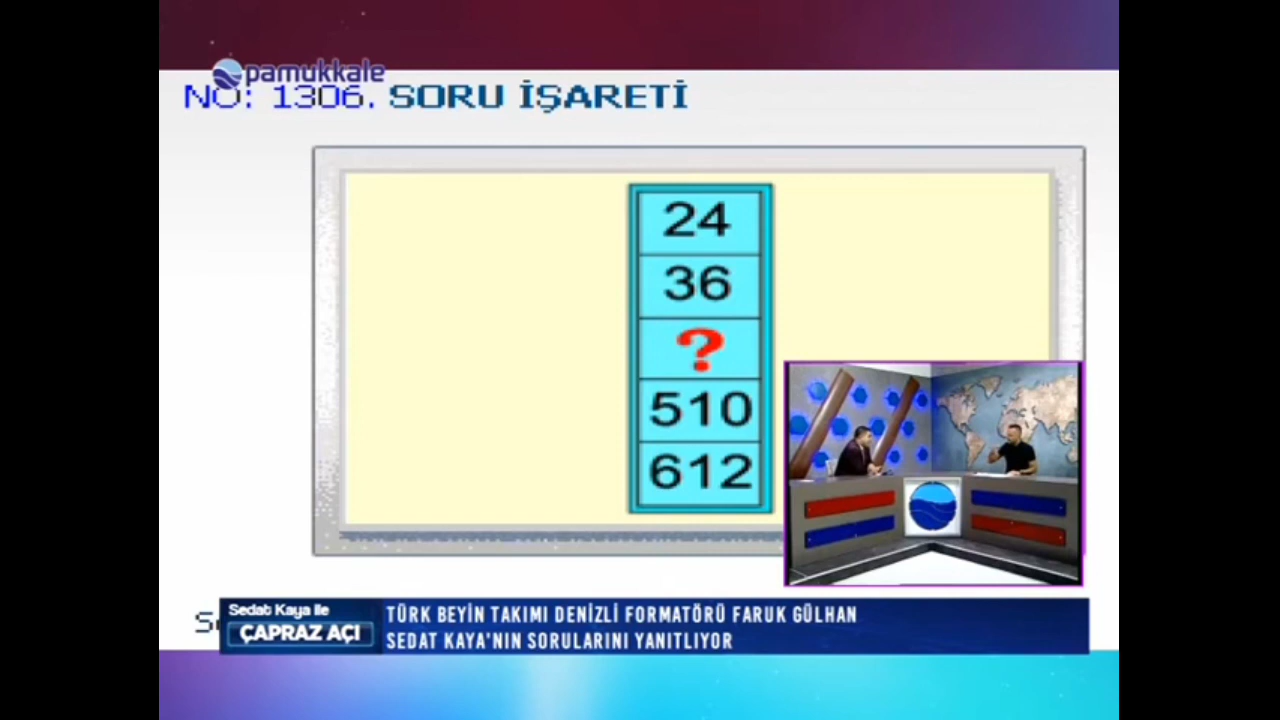 pamukkale
NO: 1306. SORU İŞARETİ
24
36
?
510
612
Sedat Kaya ile
ÇAPRAZ AÇI
TÜRK BEYİN TAKIMI DENİZLİ FORMATÖRÜ FARUK GÜLHAN
SEDAT KAYA'NIN SORULARINI YANITLIYOR